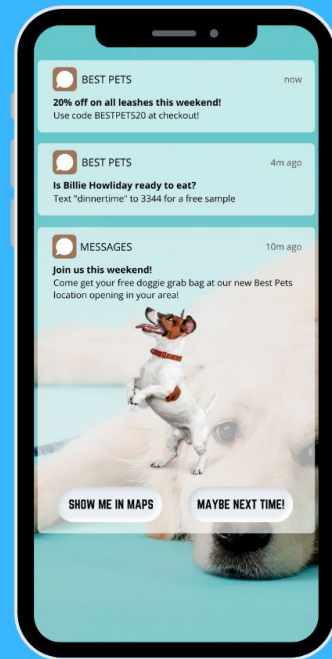 BEST PETS now
20% off on all leashes this weekend!
Use code BESTPETS20 at checkout!
BEST PETS 4m ago
Is Billie Howliday ready to eat?
Text "dinnertime" to 3344 for a free sample
MESSAGES 10m ago
Join us this weekend!
Come get your free doggie grab bag at our new Best Pets
location opening in your area!
SHOW ME IN MAPS MAYBE NEXT TIME!